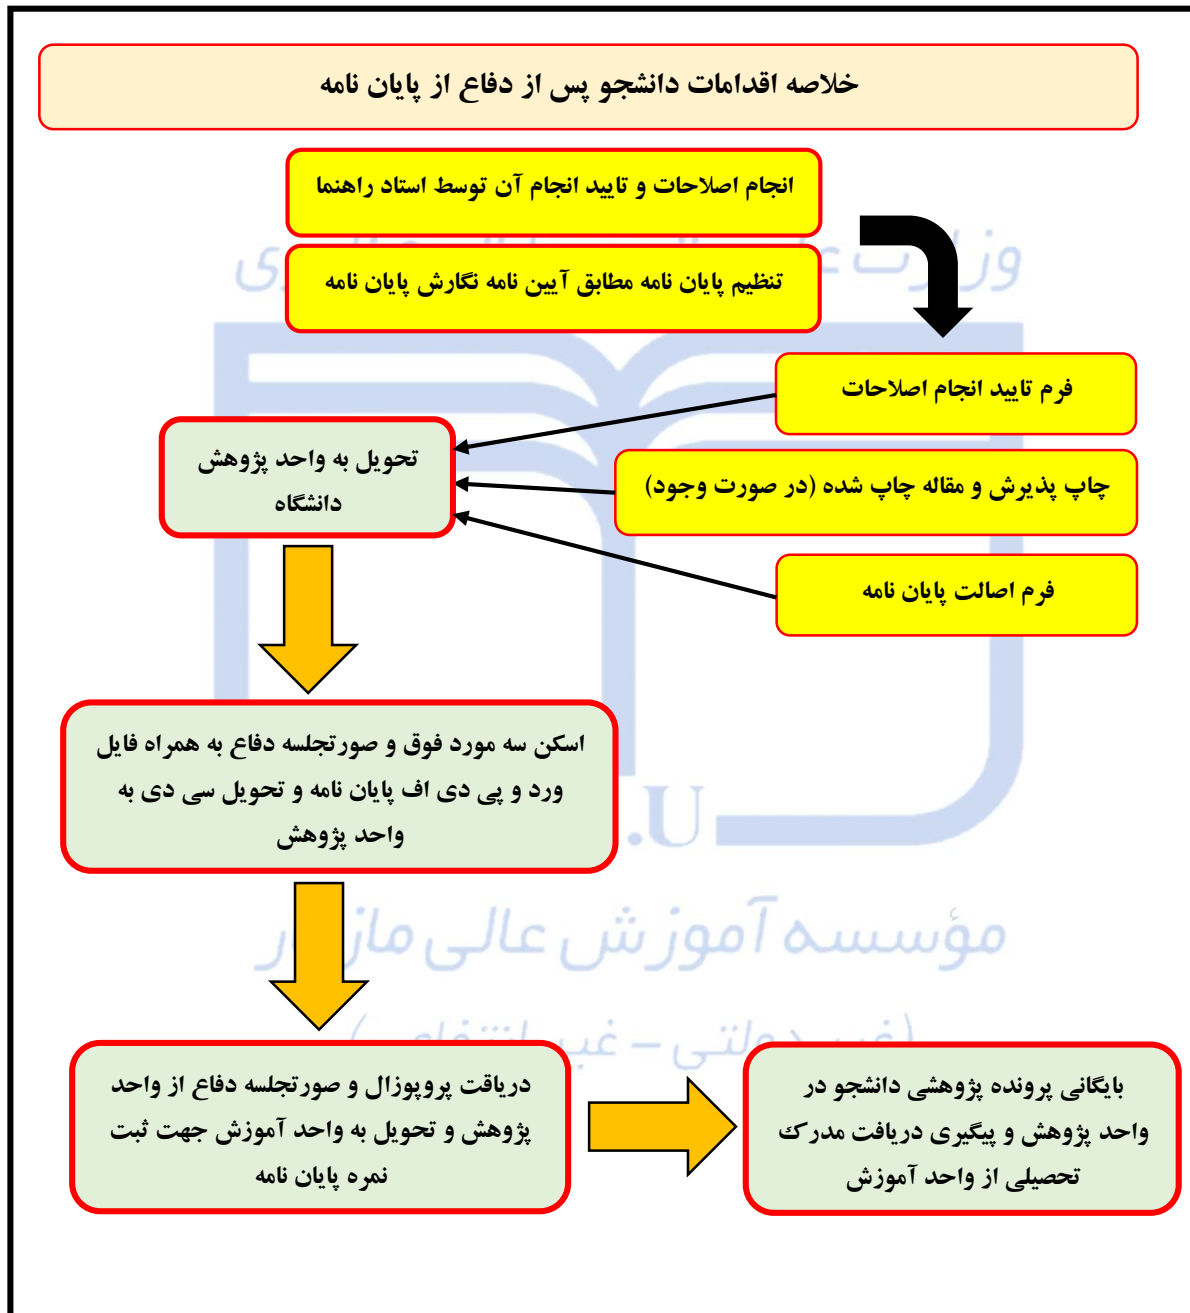 خلاصه اقدامات دانشجو پس از دفاع از پایان نامه
انجام اصلاحات و تایید انجام آن توسط استاد راهنما
وزارت
تنظیم پایان نامه مطابق آیین نامه نگارش پایان نامه
فرم تایید انجام اصلاحات
تحویل به واحد پژوهش
دانشگاه
چاپ پذیرش و مقاله چاپ شده (در صورت وجود)
فرم اصالت پایان نامه
اسکن سه مورد فوق و صورتجلسه دفاع به همراه فایل
ورد و پی دی اف پایان نامه و تحویل سی دی به
واحد پژوهش
.U
مؤسسه آموزش عالی
دریاقت پروپوزال و صورتجلسه دفاع از واحد
پژوهش و تحویل به واحد آموزش جهت ثبت
نمره پایان نامه
بایگانی پرونده پژوهشی دانشجو در
واحد پژوهش و پیگیری دریافت مدرک
تحصیلی از واحد آموزش